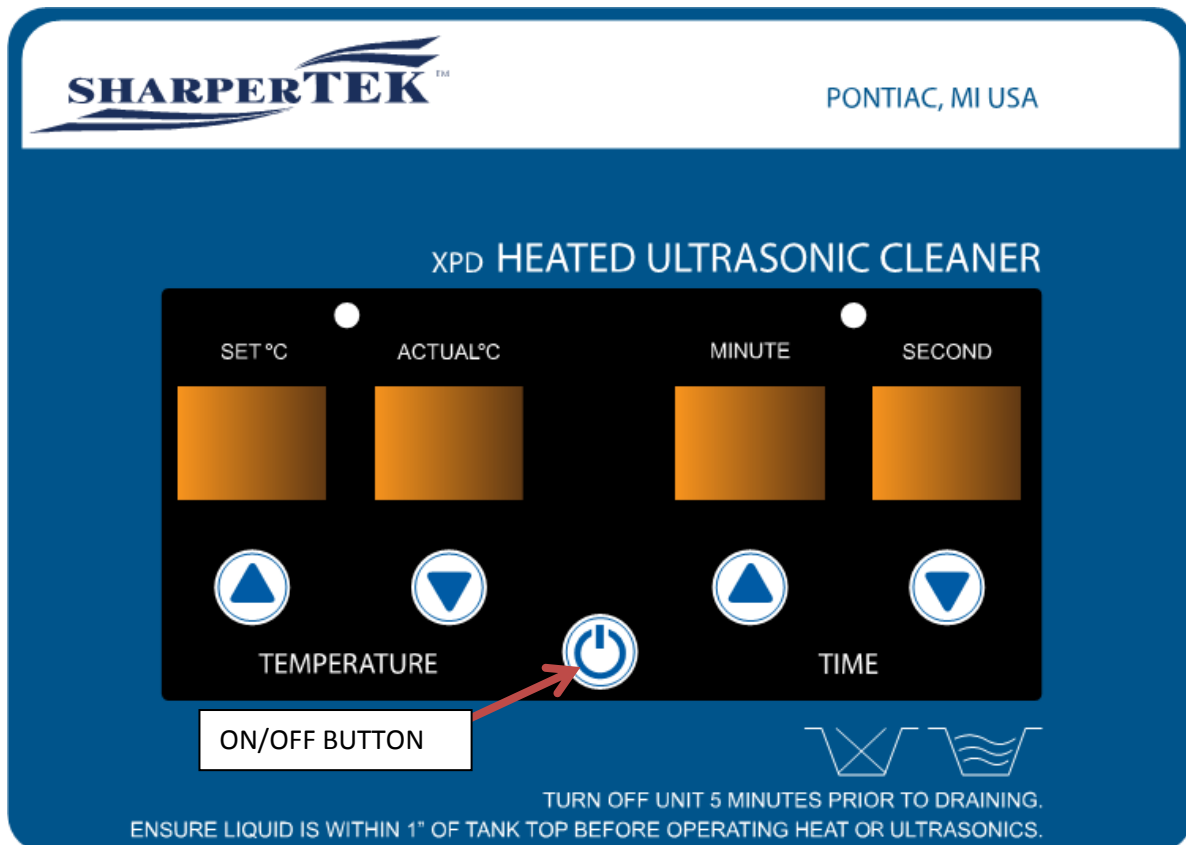 SHARPERTEK™
PONTIAC, MI USA
XPD HEATED ULTRASONIC CLEANER
SET °C ACTUAL°C MINUTE SECOND
TEMPERATURE TIME
ON/OFF BUTTON
TURN OFF UNIT 5 MINUTES PRIOR TO DRAINING.
ENSURE LIQUID IS WITHIN 1" OF TANK TOP BEFORE OPERATING HEAT OR ULTRASONICS.